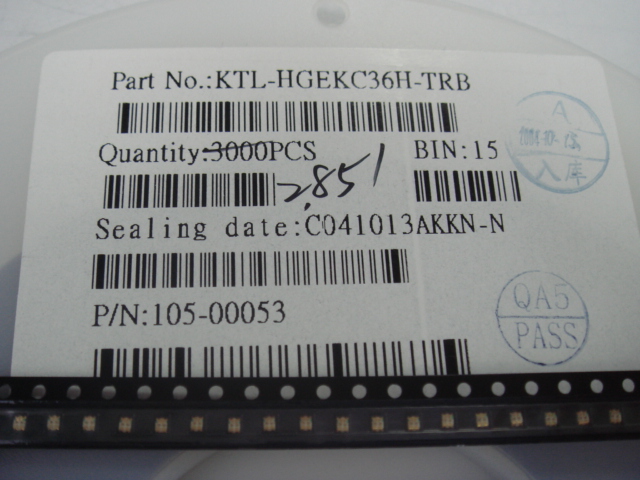 Part No.:KTL-HGEKC36H-TRB
Quantity:3000PCS BIN:15
2,851
Sealing date:C041013AKKN-N
P/N:105-00053
A
入库
QA5
PASS